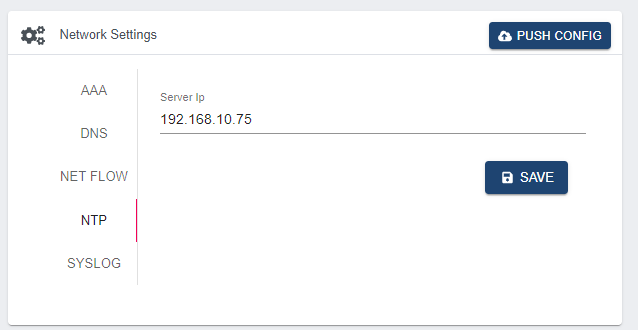 Network Settings
PUSH CONFIG
AAA
DNS
NET FLOW
NTP
SYSLOG
Server Ip
192.168.10.75
SAVE